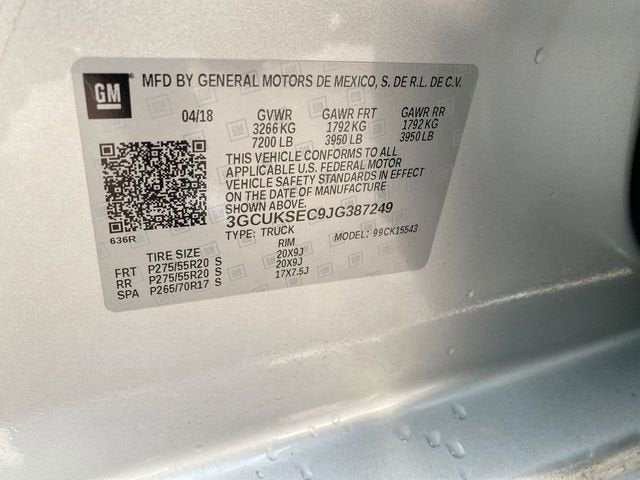 GM
MFD BY GENERAL MOTORS DE MEXICO, S. DE R.L. DE C.V.
04/18 GVWR GAWR FRT GAWR RR
3266 KG 1792 KG 1792 KG
7200 LB 3950 LB 3950 LB
THIS VEHICLE CONFORMS TO ALL
APPLICABLE U.S. FEDERAL MOTOR
VEHICLE SAFETY STANDARDS IN EFFECT
ON THE DATE OF MANUFACTURE
SHOWN ABOVE.
3GCUKSEC9JG387249
636R
TYPE: TRUCK MODEL: 99CK15543
TIRE SIZE RIM
FRT P275/55R20 S 20X9J
RR P275/55R20 S 20X9J
SPA P265/70R17 S 17X7.5J